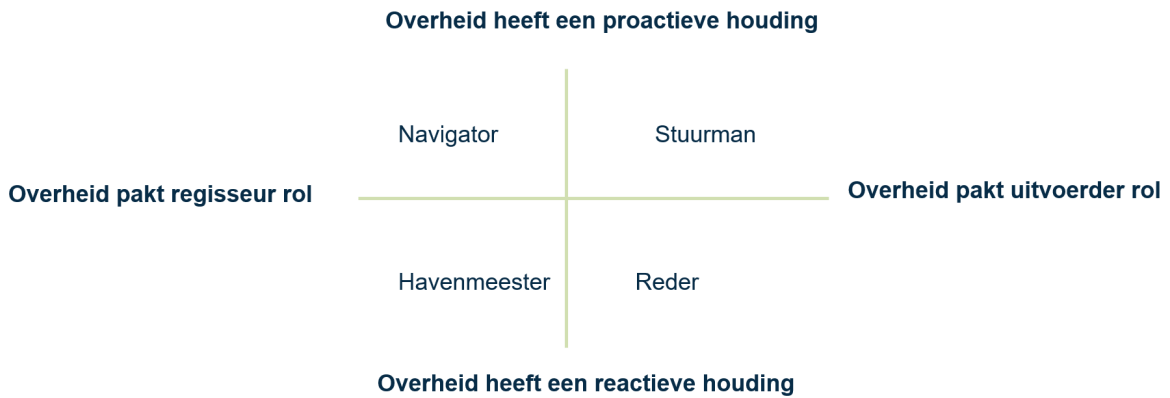 Overheid heeft een proactieve houding
Navigator
Stuurman
Overheid pakt regisseur rol
Overheid pakt uitvoerder rol
Havenmeester
Reder
Overheid heeft een reactieve houding